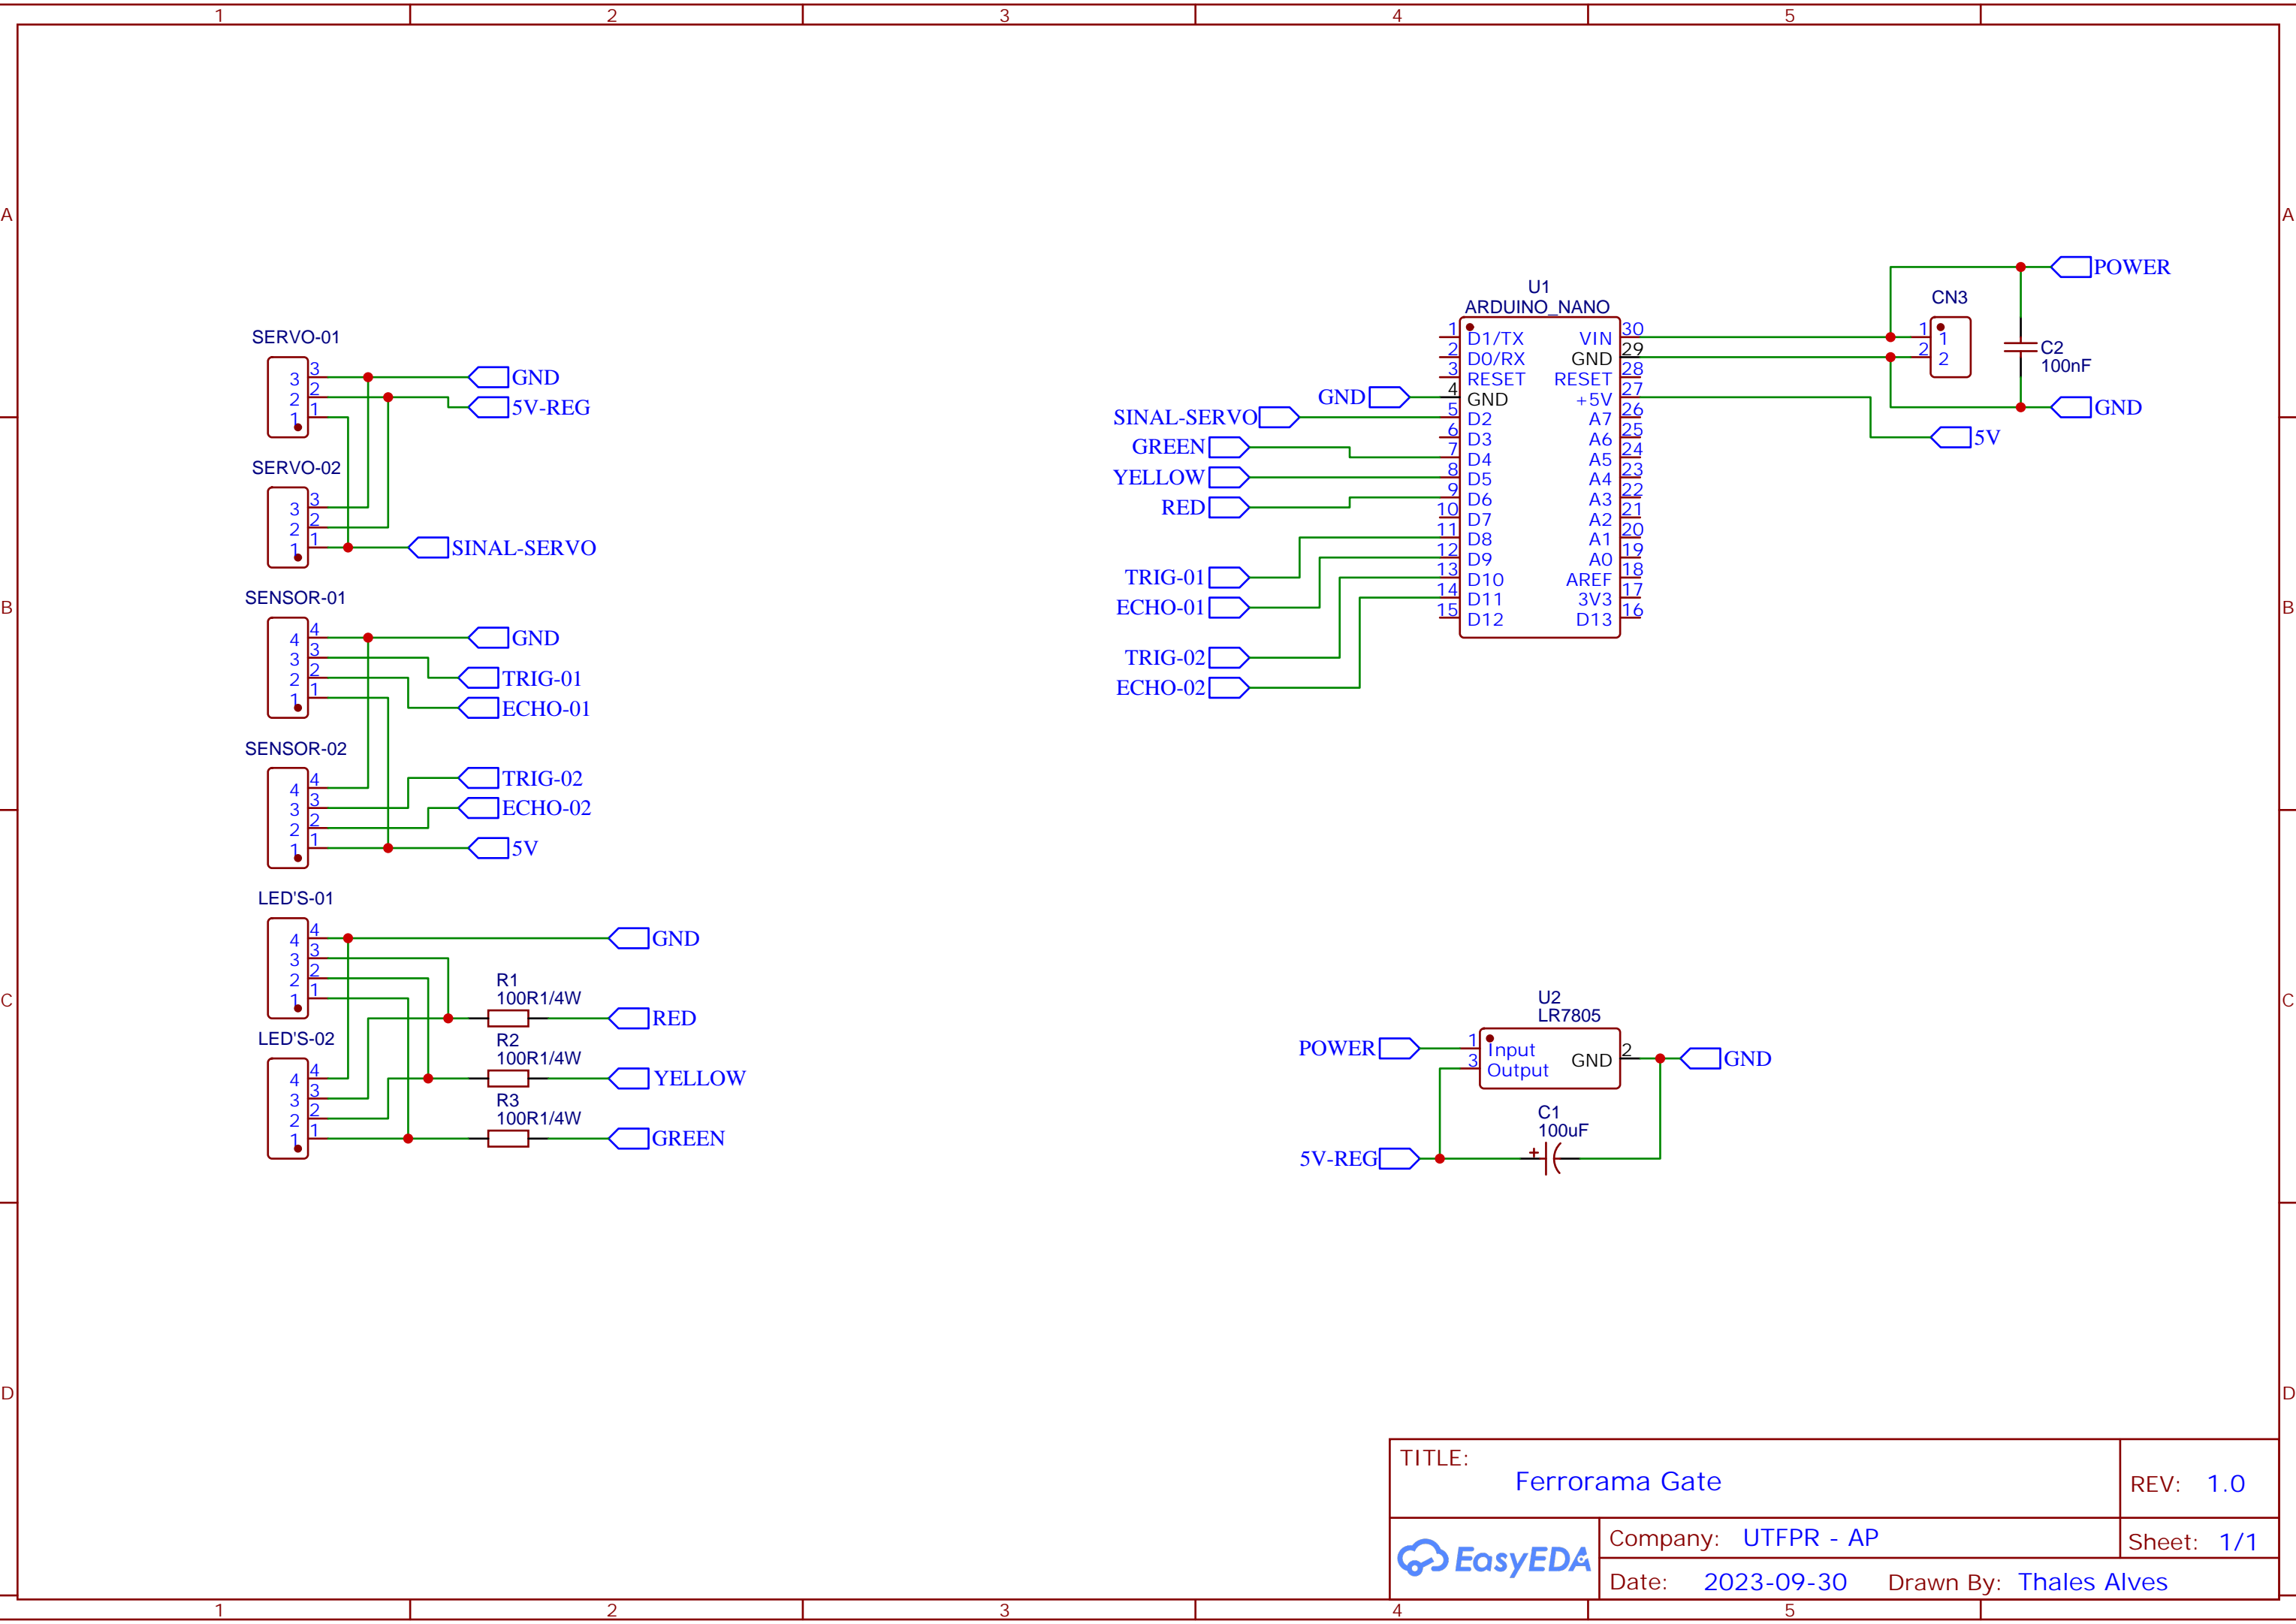 1 2 3 4 5
A A
B B
C C
D D
SERVO-01
3 3
2 2
1 1
GND
5V-REG
SERVO-02
3 3
2 2
1 1
SINAL-SERVO
SENSOR-01
4 4
3 3
2 2
1 1
GND
TRIG-01
ECHO-01
SENSOR-02
4 4
3 3
2 2
1 1
TRIG-02
ECHO-02
5V
LED'S-01
4 4
3 3
2 2
1 1
GND
R1
100R1/4W
RED
LED'S-02
4 4
3 3
2 2
1 1
R2
100R1/4W
YELLOW
R3
100R1/4W
GREEN
U1
ARDUINO_NANO
1 D1/TX VIN 30
2 D0/RX GND 29
3 RESET RESET 28
4 GND +5V 27
5 D2 A7 26
6 D3 A6 25
7 D4 A5 24
8 D5 A4 23
9 D6 A3 22
10 D7 A2 21
11 D8 A1 20
12 D9 A0 19
13 D10 AREF 18
14 D11 3V3 17
15 D12 D13 16
GND
SINAL-SERVO
GREEN
YELLOW
RED
TRIG-01
ECHO-01
TRIG-02
ECHO-02
POWER
CN3
1 1
2 2
C2
100nF
GND
5V
U2
LR7805
POWER
1 Input
3 Output
GND 2
GND
C1
100uF
+
5V-REG
TITLE:
Ferrorama Gate
REV: 1.0
EasyEDA
Company: UTFPR - AP
Sheet: 1/1
Date: 2023-09-30 Drawn By: Thales Alves
1 2 3 4 5